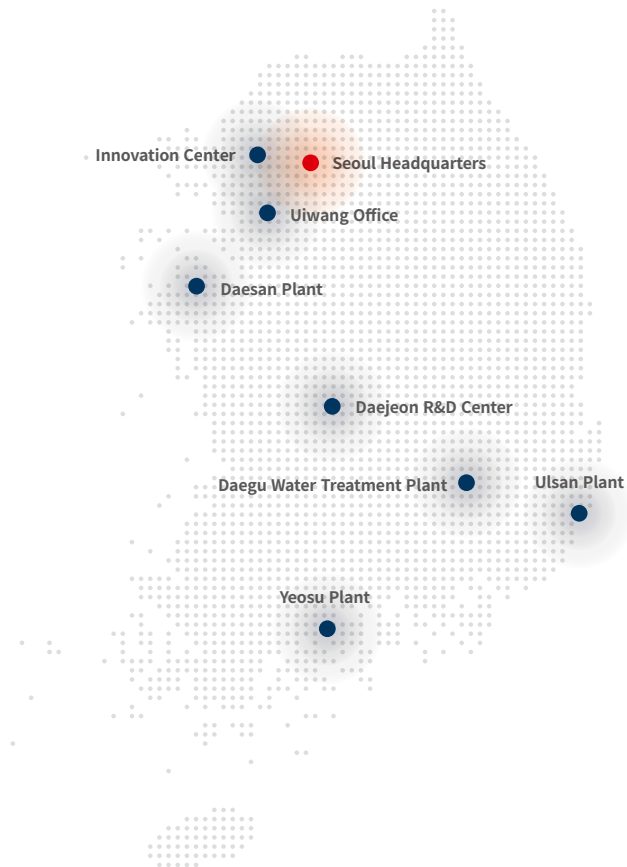 Innovation Center
Seoul Headquarters
Uiwang Office
Daesan Plant
Daejeon R&D Center
Daegu Water Treatment Plant
Ulsan Plant
Yeosu Plant